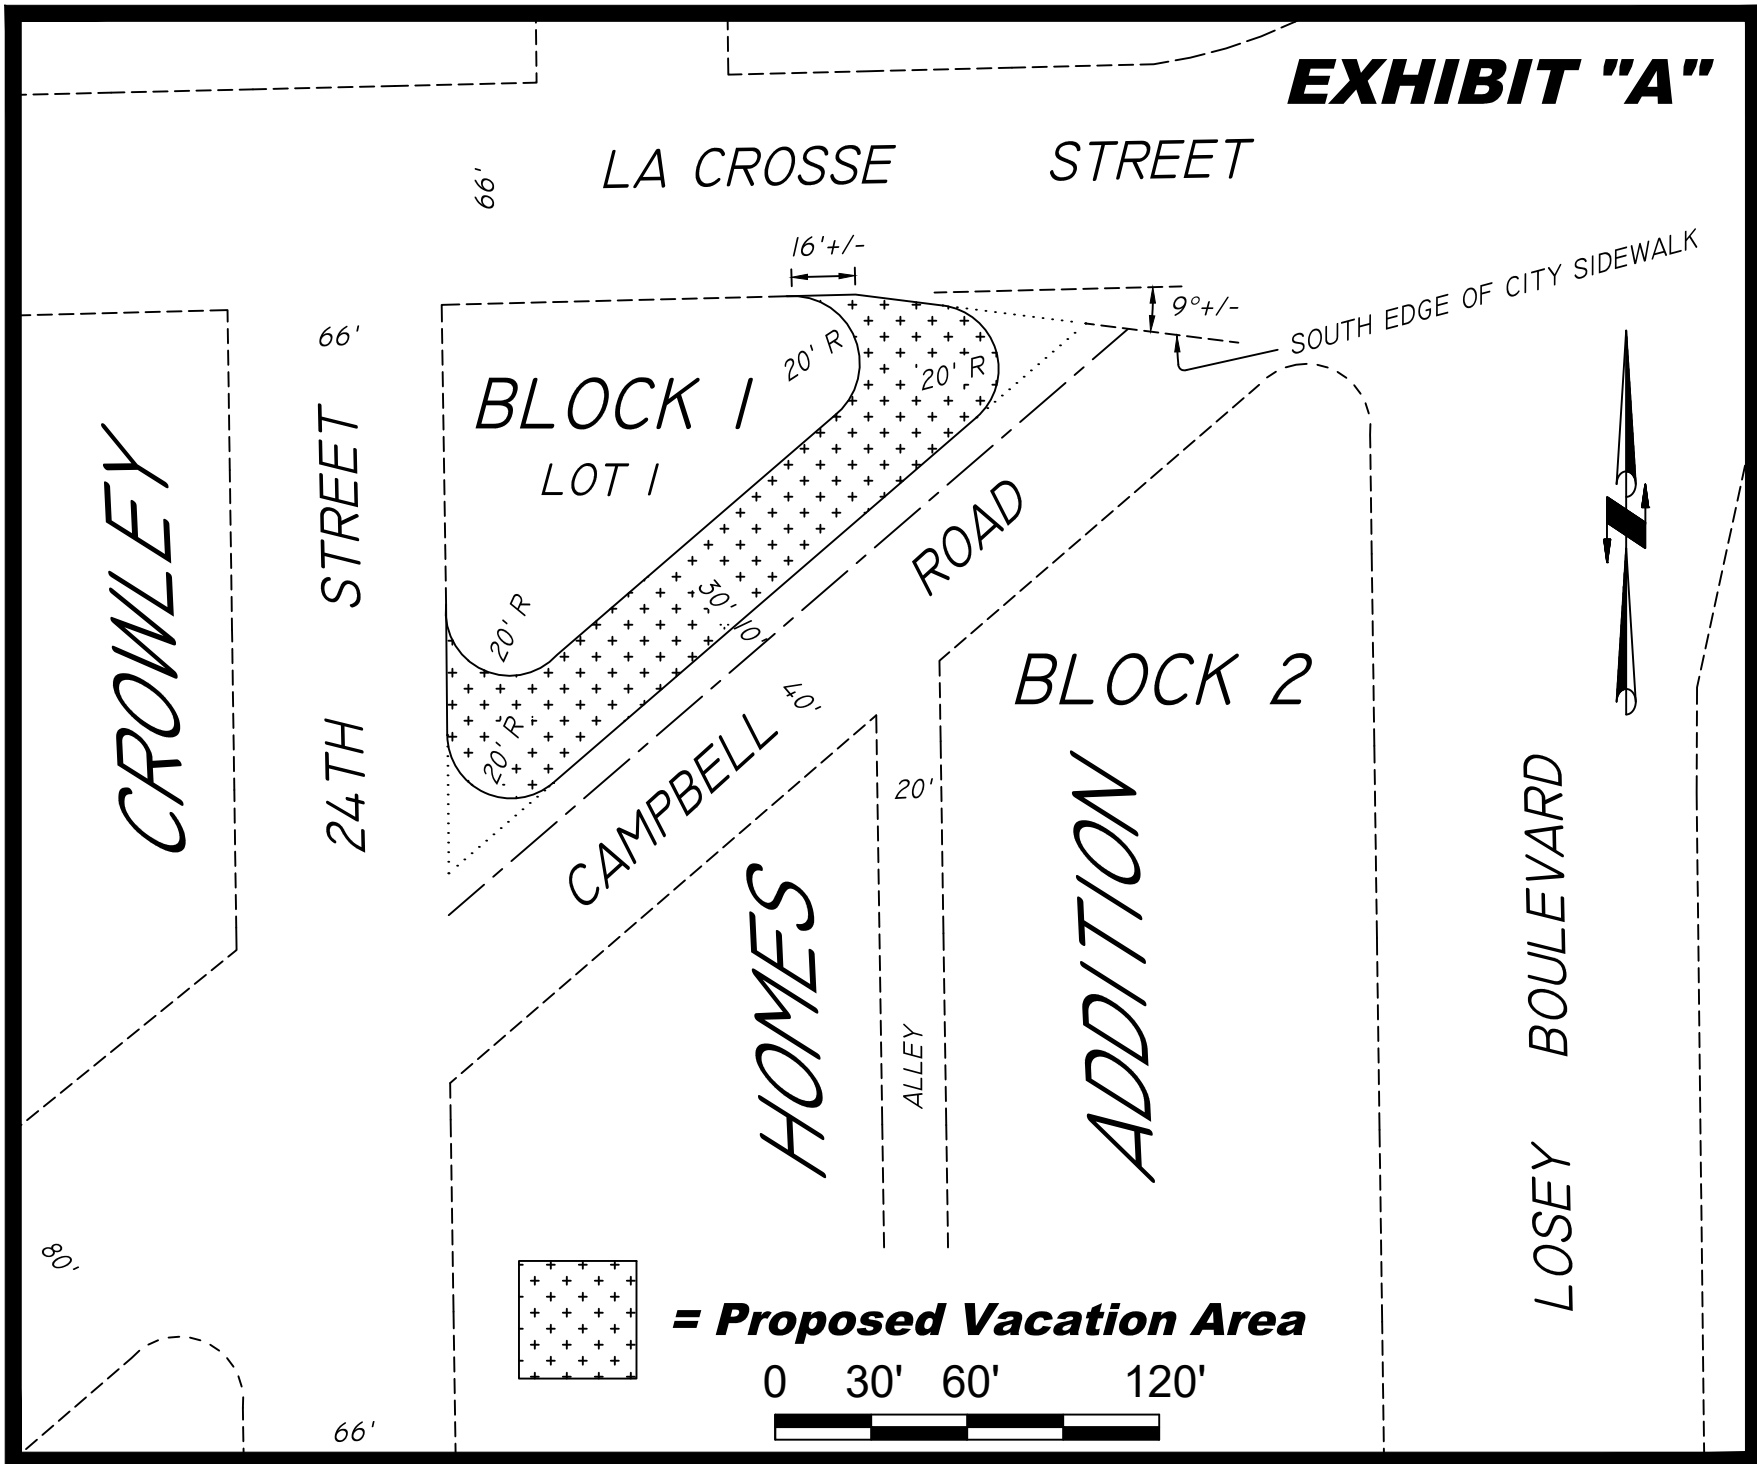 EXHIBIT "A"
LA CROSSE STREET
66'
16'+/-
9°+/-
SOUTH EDGE OF CITY SIDEWALK
66'
20' R
20' R
BLOCK 1
LOT 1
CROWLEY
24TH STREET
20' R
20' R
30'
10'
40'
CAMPBELL ROAD
BLOCK 2
20'
ALLEY
HOMES
ADDITION
LOSEY BOULEVARD
80'
66'
= Proposed Vacation Area
0 30' 60' 120'